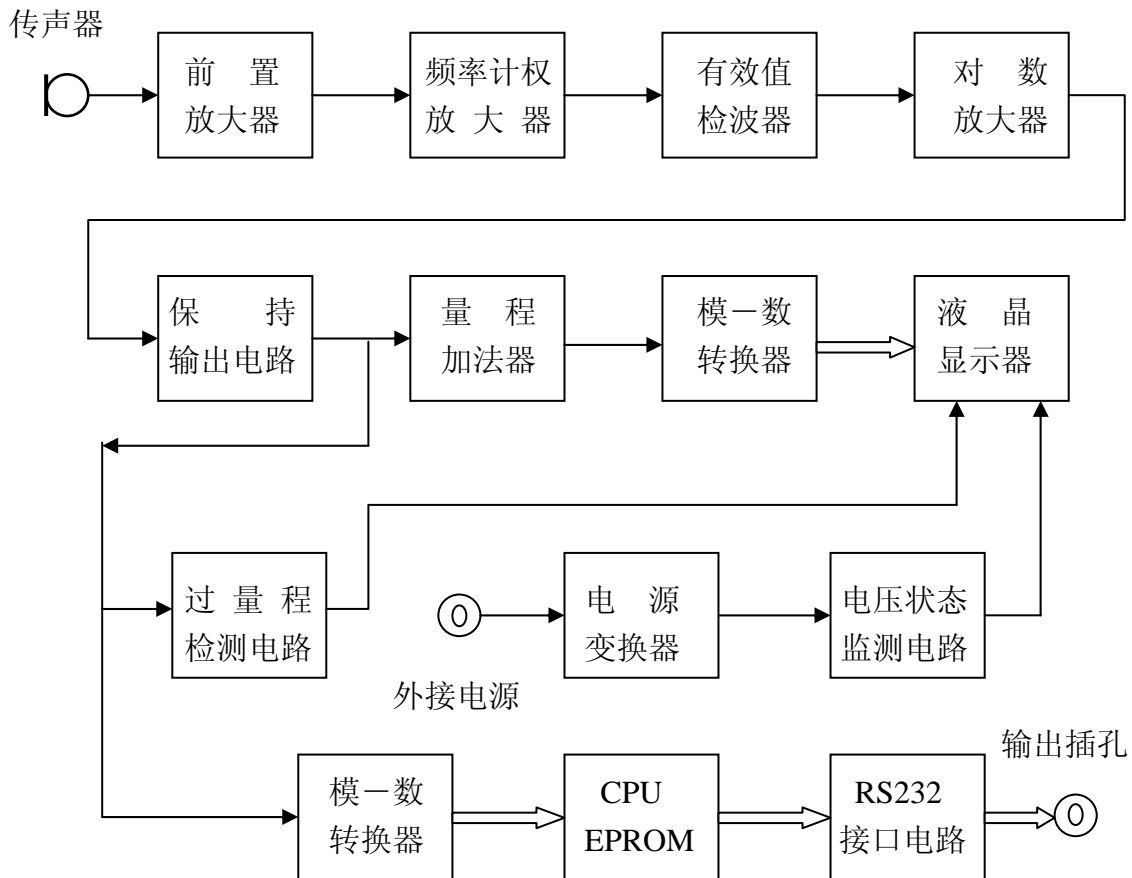 传声器
前置
放大器
频率计权
放大器
有效值
检波器
对数
放大器
保持
输出电路
量程
加法器
模－数
转换器
液晶
显示器
过量程
检测电路
外接电源
电源
变换器
电压状态
监测电路
模－数
转换器
CPU
EPROM
RS232
接口电路
输出插孔